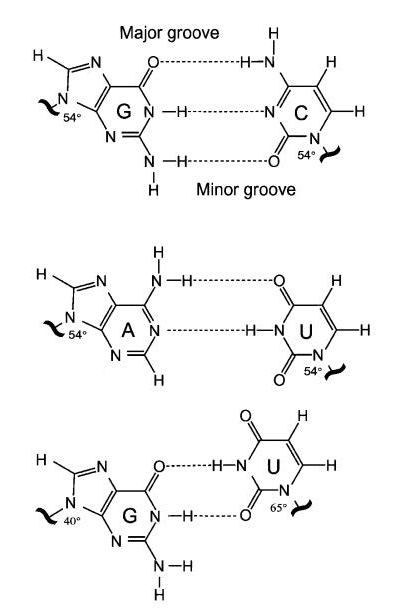 Major groove
H
H N O H N H
H
N G N H N C H
54° N N O N
N H 54°
H Minor groove
H
H N N H O H
N A N H N U H
54° N O N
H 54°
O H
H N O H N U H
N G N H O N
40° N 65°
N H
H